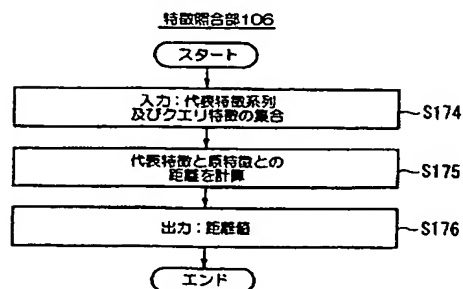 特徴照合部106
スタート
入力：代表特徴系列
及びクエリ特徴の集合
S174
代表特徴と原特徴との
距離を計算
S175
出力：距離値
S176
エンド